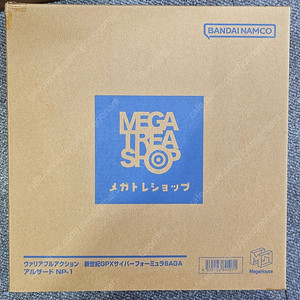 BANDAI NAMCO
MEGA
TREA
SHOP
メガトレショップ
ヴァリアブルアクション 新世紀GPXサイバーフォーミュラSAGA
アルザード NP-1
MegaHouse